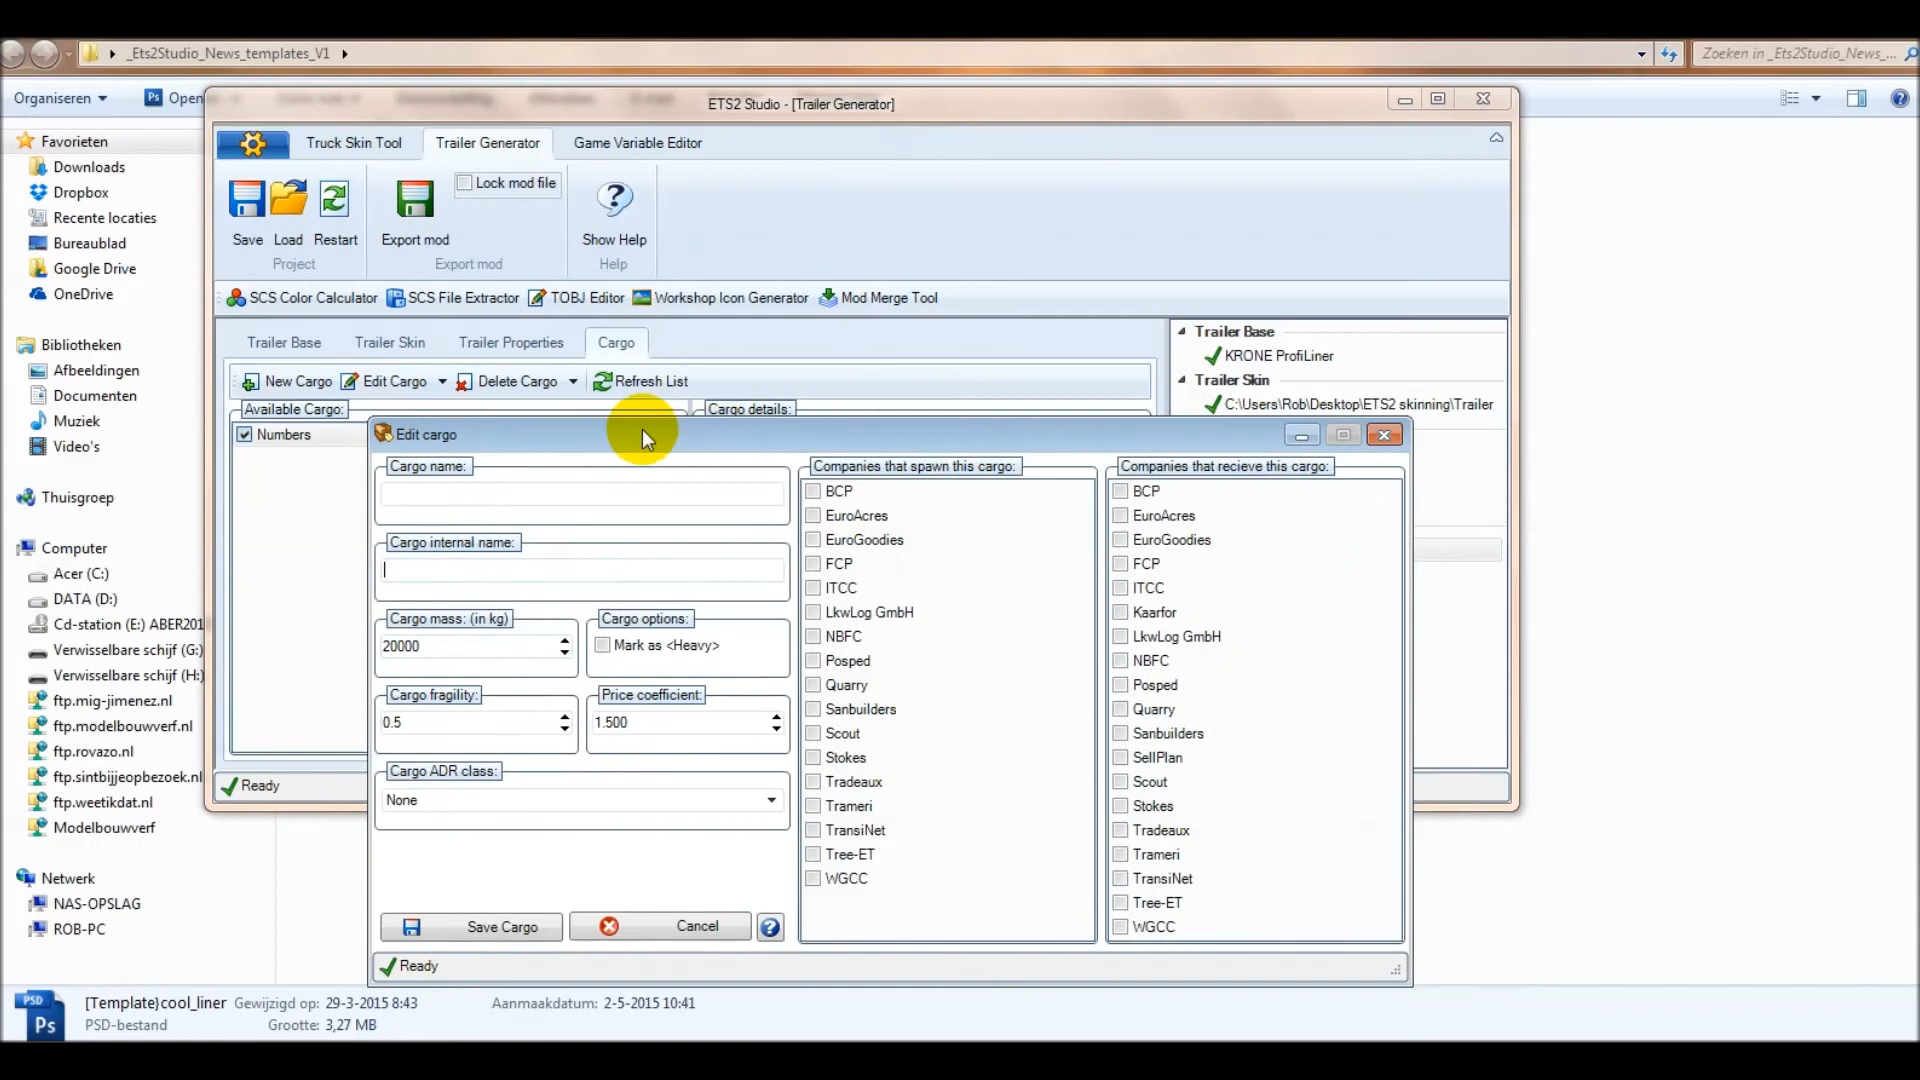 _Ets2Studio_News_templates_V1
Zoeken in _Ets2Studio_News_...
Organiseren
Open
ETS2 Studio - [Trailer Generator]
Favorieten
Downloads
Dropbox
Recente locaties
Bureaublad
Google Drive
OneDrive
Bibliotheken
Afbeeldingen
Documenten
Muziek
Video's
Thuisgroep
Computer
Acer (C:)
DATA (D:)
Cd-station (E:) ABER201
Verwisselbare schijf (G:)
Verwisselbare schijf (H:)
ftp.mig-jimenez.nl
ftp.modelbouwverf.nl
ftp.rovazo.nl
ftp.sintbijjeopbezoek.nl
ftp.weetikdat.nl
Modelbouwverf
Netwerk
NAS-OPSLAG
ROB-PC
Truck Skin Tool
Trailer Generator
Game Variable Editor
Save
Load
Restart
Project
Export mod
Lock mod file
Export mod
Show Help
Help
SCS Color Calculator
SCS File Extractor
TOBJ Editor
Workshop Icon Generator
Mod Merge Tool
Trailer Base
Trailer Skin
Trailer Properties
Cargo
New Cargo
Edit Cargo
Delete Cargo
Refresh List
Available Cargo:
Cargo details:
Numbers
Ready
Trailer Base
KRONE ProfiLiner
Trailer Skin
C:\Users\Rob\Desktop\ETS2 skinning\Trailer
Edit cargo
Cargo name:
Cargo internal name:
Cargo mass: (in kg)
20000
Cargo options:
Mark as <Heavy>
Cargo fragility:
0.5
Price coefficient:
1.500
Cargo ADR class:
None
Save Cargo
Cancel
Companies that spawn this cargo:
BCP
EuroAcres
EuroGoodies
FCP
ITCC
LkwLog GmbH
NBFC
Posped
Quarry
Sanbuilders
Scout
Stokes
Tradeaux
Trameri
TransiNet
Tree-ET
WGCC
Companies that recieve this cargo:
BCP
EuroAcres
EuroGoodies
FCP
ITCC
Kaarfor
LkwLog GmbH
NBFC
Posped
Quarry
Sanbuilders
SellPlan
Scout
Stokes
Tradeaux
Trameri
TransiNet
Tree-ET
WGCC
Ready
PSD
Ps
[Template}cool_liner Gewijzigd op: 29-3-2015 8:43 Aanmaakdatum: 2-5-2015 10:41
PSD-bestand Grootte: 3,27 MB